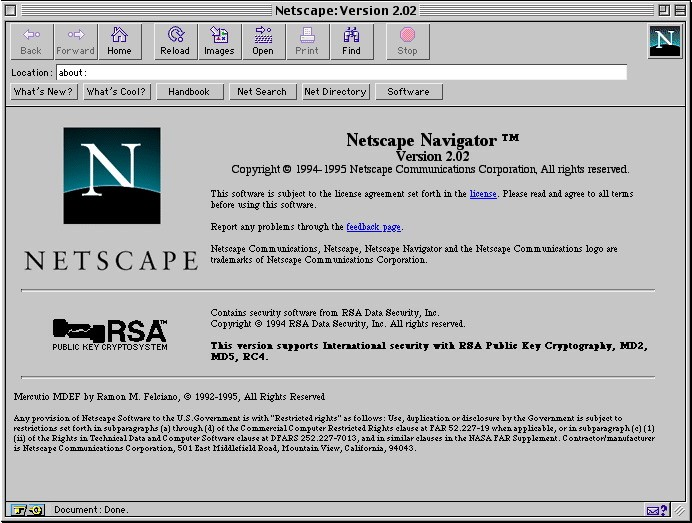 Netscape: Version 2.02
Back Forward Home Reload Images Open Print Find Stop
N
Location: about:
What's New? What's Cool? Handbook Net Search Net Directory Software
N
NETSCAPE
Netscape Navigator ™
Version 2.02
Copyright © 1994-1995 Netscape Communications Corporation, All rights reserved.
This software is subject to the license agreement set forth in the license. Please read and agree to all terms
before using this software.
Report any problems through the feedback page.
Netscape Communications, Netscape, Netscape Navigator and the Netscape Communications logo are
trademarks of Netscape Communications Corporation.
RSA™
PUBLIC KEY CRYPTOSYSTEM
Contains security software from RSA Data Security, Inc.
Copyright © 1994 RSA Data Security, Inc. All rights reserved.
This version supports International security with RSA Public Key Cryptography, MD2,
MD5, RC4.
Mercutio MDEF by Ramon M. Felciano, © 1992-1995, All Rights Reserved
Any provision of Netscape Software to the U.S.Government is with "Restricted rights" as follows: Use, duplication or disclosure by the Government is subject to
restrictions set forth in subparagraphs (a) through (d) of the Commercial Computer Restricted Rights clause at FAR 52.227-19 when applicable, or in subparagraph (c) (1)
(ii) of the Rights in Technical Data and Computer Software clause at DFARS 252.227-7013, and in similar clauses in the NASA FAR Supplement. Contractor/manufacturer
is Netscape Communications Corporation, 501 East Middlefield Road, Mountain View, California, 94043.
Document: Done.
?